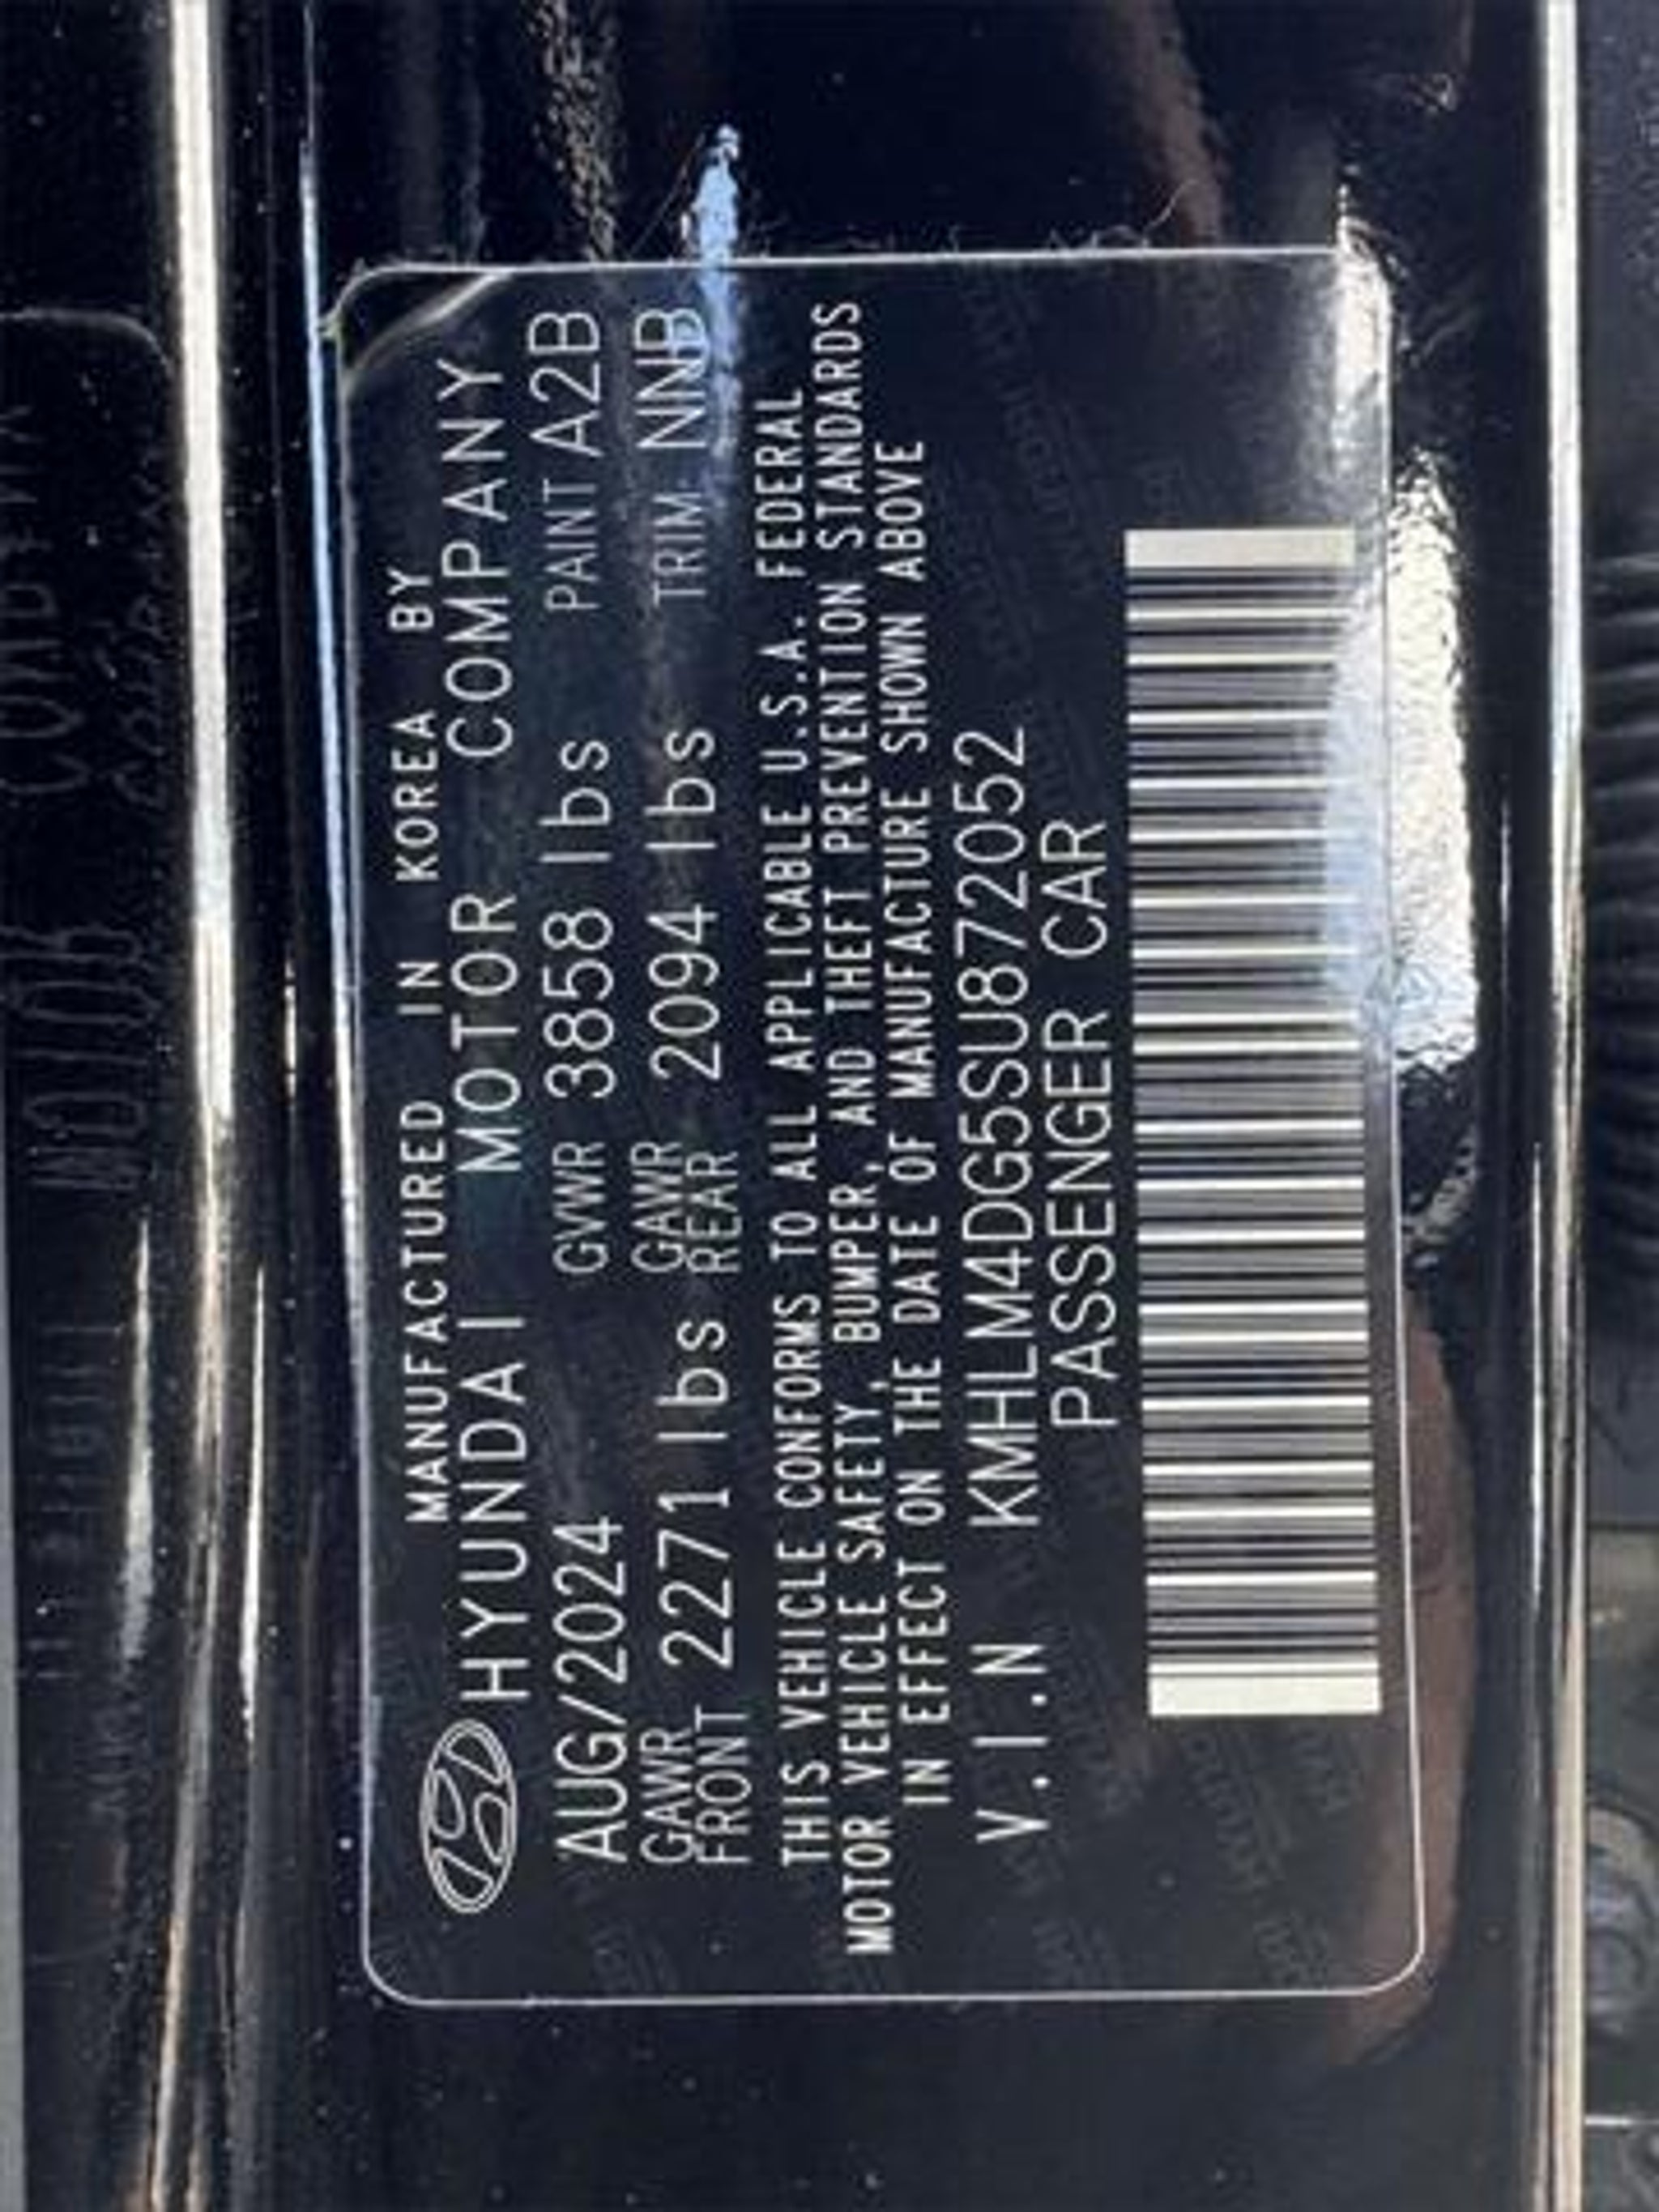 MANUFACTURED IN KOREA BY
HYUNDAI MOTOR COMPANY
AUG/2024 GVWR 3858 lbs PAINT A2B
GAWR FRONT 2271 lbs GAWR REAR 2094 lbs TRIM NNB
THIS VEHICLE CONFORMS TO ALL APPLICABLE U.S.A. FEDERAL
MOTOR VEHICLE SAFETY, BUMPER, AND THEFT PREVENTION STANDARDS
IN EFFECT ON THE DATE OF MANUFACTURE SHOWN ABOVE
V.I.N KMHLM4DG5SU872052
PASSENGER CAR